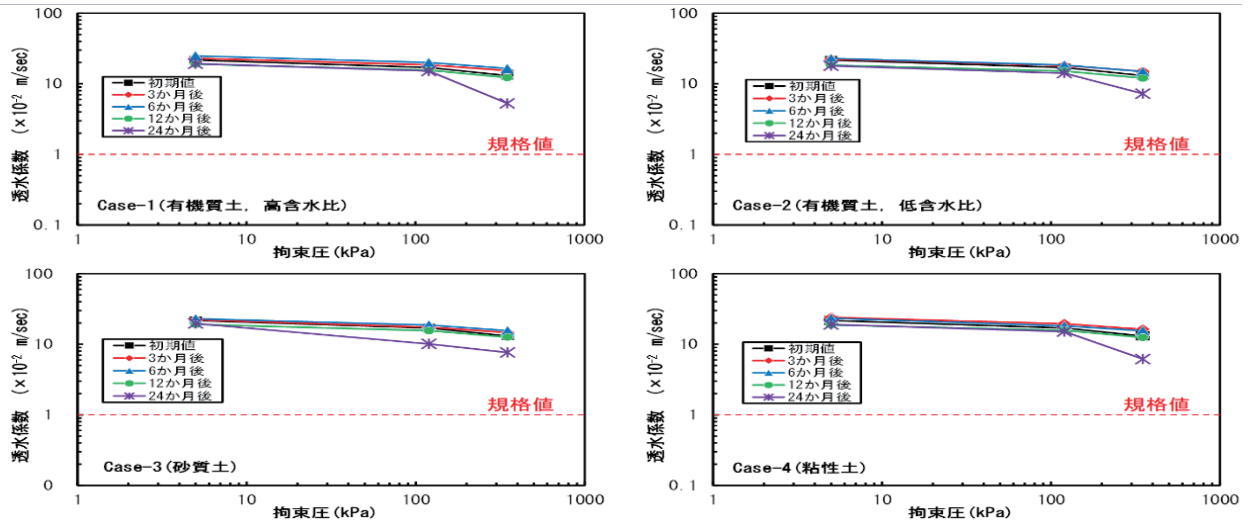 100
10
1
0.1
透水係数 (×10⁻² m/sec)
初期値
3か月後
6か月後
12か月後
24か月後
規格値
Case-1(有機質土, 高含水比)
1 10 100 1000
拘束圧(kPa)
100
10
1
0.1
透水係数 (×10⁻² m/sec)
初期値
3か月後
6か月後
12か月後
24か月後
規格値
Case-2(有機質土, 低含水比)
1 10 100 1000
拘束圧(kPa)
100
10
1
0
透水係数 (×10⁻² m/sec)
初期値
3か月後
6か月後
12か月後
24か月後
規格値
Case-3(砂質土)
1 10 100 1000
拘束圧(kPa)
100
10
1
0.1
透水係数 (×10⁻² m/sec)
初期値
3か月後
6か月後
12か月後
24か月後
規格値
Case-4(粘性土)
1 10 100 1000
拘束圧(kPa)